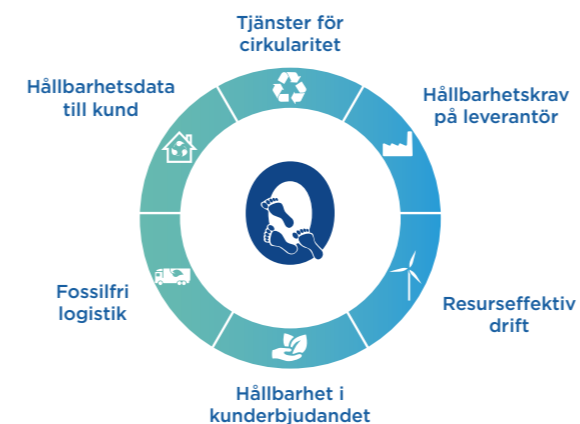 Tjänster för
cirkularitet
Hållbarhetskrav
på leverantör
Resurseffektiv
drift
Hållbarhet i
kunderbjudandet
Fossilfri
logistik
Hållbarhetsdata
till kund